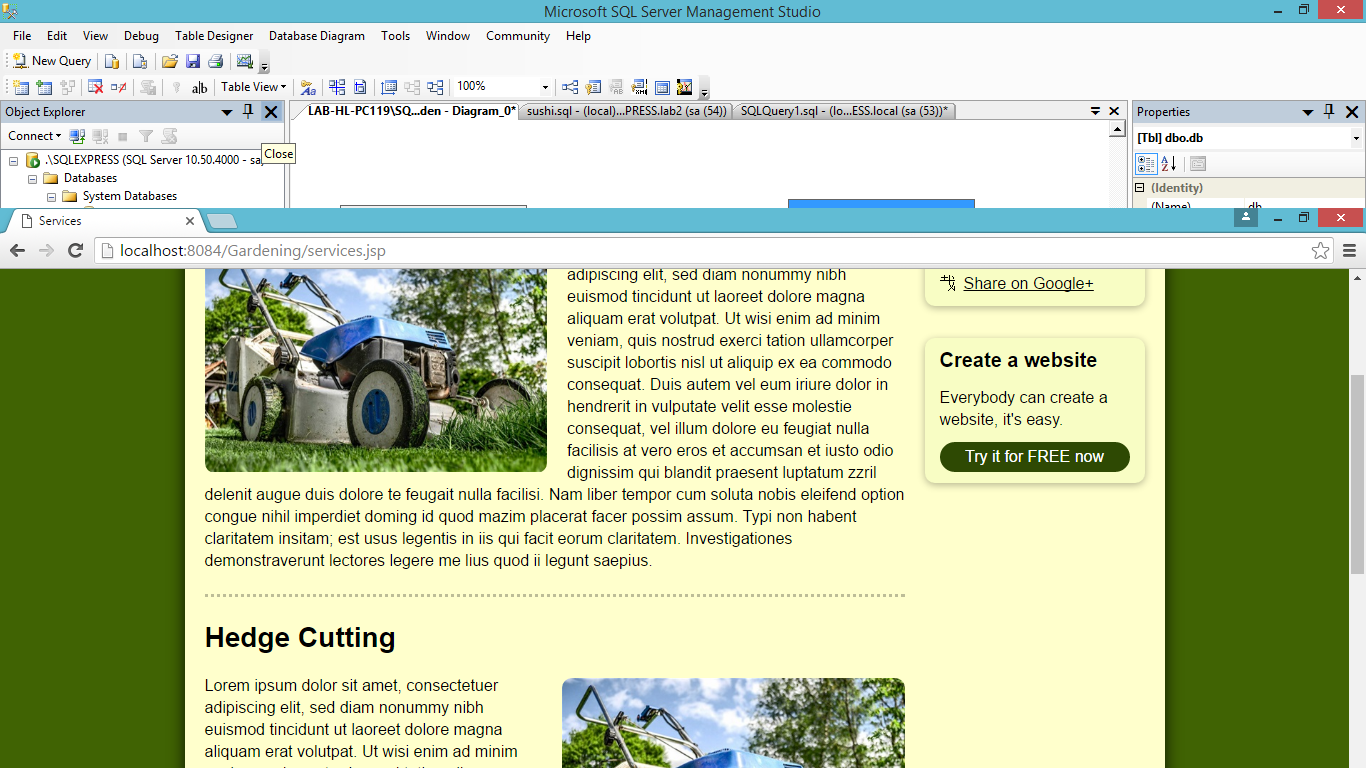 Microsoft SQL Server Management Studio
File Edit View Debug Table Designer Database Diagram Tools Window Community Help
New Query
ab Table View 100%
Object Explorer
LAB-HL-PC119\SQ...den - Diagram_0* sushi.sql - (local)...PRESS.lab2 (sa (54)) SQLQuery1.sql - (lo...ESS.local (sa (53))*
Properties
Connect
[Tbl] dbo.db
Close
.\SQLEXPRESS (SQL Server 10.50.4000 - sa
Databases
System Databases
(Identity)
(Name) db
Services
localhost:8084/Gardening/services.jsp
adipiscing elit, sed diam nonummy nibh
euismod tincidunt ut laoreet dolore magna
aliquam erat volutpat. Ut wisi enim ad minim
veniam, quis nostrud exerci tation ullamcorper
suscipit lobortis nisl ut aliquip ex ea commodo
consequat. Duis autem vel eum iriure dolor in
hendrerit in vulputate velit esse molestie
consequat, vel illum dolore eu feugiat nulla
facilisis at vero eros et accumsan et iusto odio
dignissim qui blandit praesent luptatum zzril
delenit augue duis dolore te feugait nulla facilisi. Nam liber tempor cum soluta nobis eleifend option
congue nihil imperdiet doming id quod mazim placerat facer possim assum. Typi non habent
claritatem insitam; est usus legentis in iis qui facit eorum claritatem. Investigationes
demonstraverunt lectores legere me lius quod ii legunt saepius.
Share on Google+
Create a website
Everybody can create a
website, it's easy.
Try it for FREE now
Hedge Cutting
Lorem ipsum dolor sit amet, consectetuer
adipiscing elit, sed diam nonummy nibh
euismod tincidunt ut laoreet dolore magna
aliquam erat volutpat. Ut wisi enim ad minim